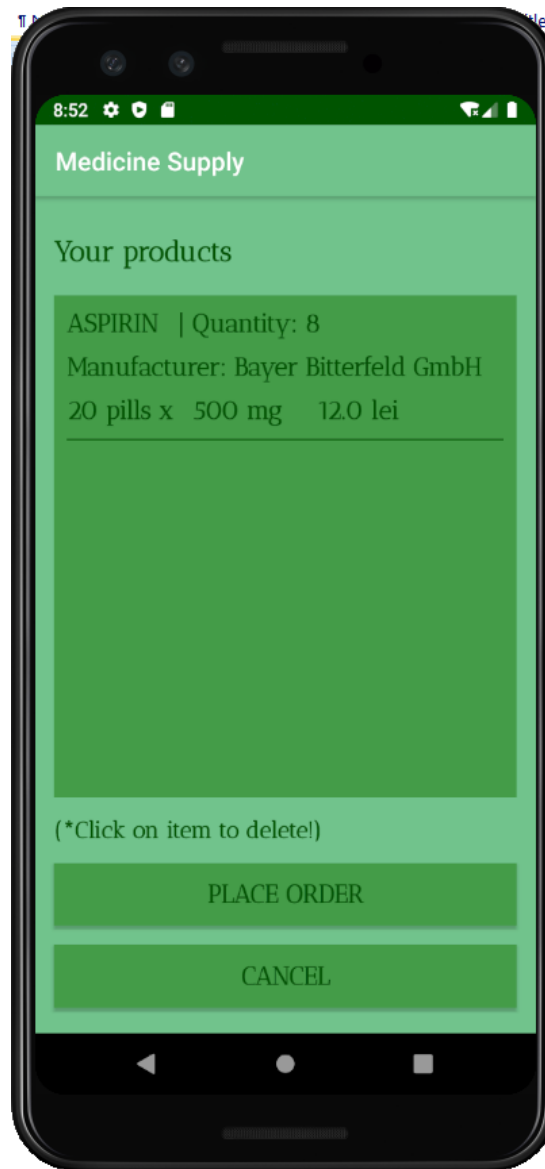 8:52
Medicine Supply
Your products
ASPIRIN | Quantity: 8
Manufacturer: Bayer Bitterfeld GmbH
20 pills x 500 mg 12.0 lei
(*Click on item to delete!)
PLACE ORDER
CANCEL